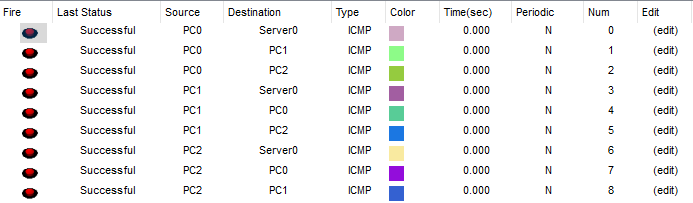 Fire Last Status Source Destination Type Color Time(sec) Periodic Num Edit
Successful PC0 Server0 ICMP 0.000 N 0 (edit)
Successful PC0 PC1 ICMP 0.000 N 1 (edit)
Successful PC0 PC2 ICMP 0.000 N 2 (edit)
Successful PC1 Server0 ICMP 0.000 N 3 (edit)
Successful PC1 PC0 ICMP 0.000 N 4 (edit)
Successful PC1 PC2 ICMP 0.000 N 5 (edit)
Successful PC2 Server0 ICMP 0.000 N 6 (edit)
Successful PC2 PC0 ICMP 0.000 N 7 (edit)
Successful PC2 PC1 ICMP 0.000 N 8 (edit)